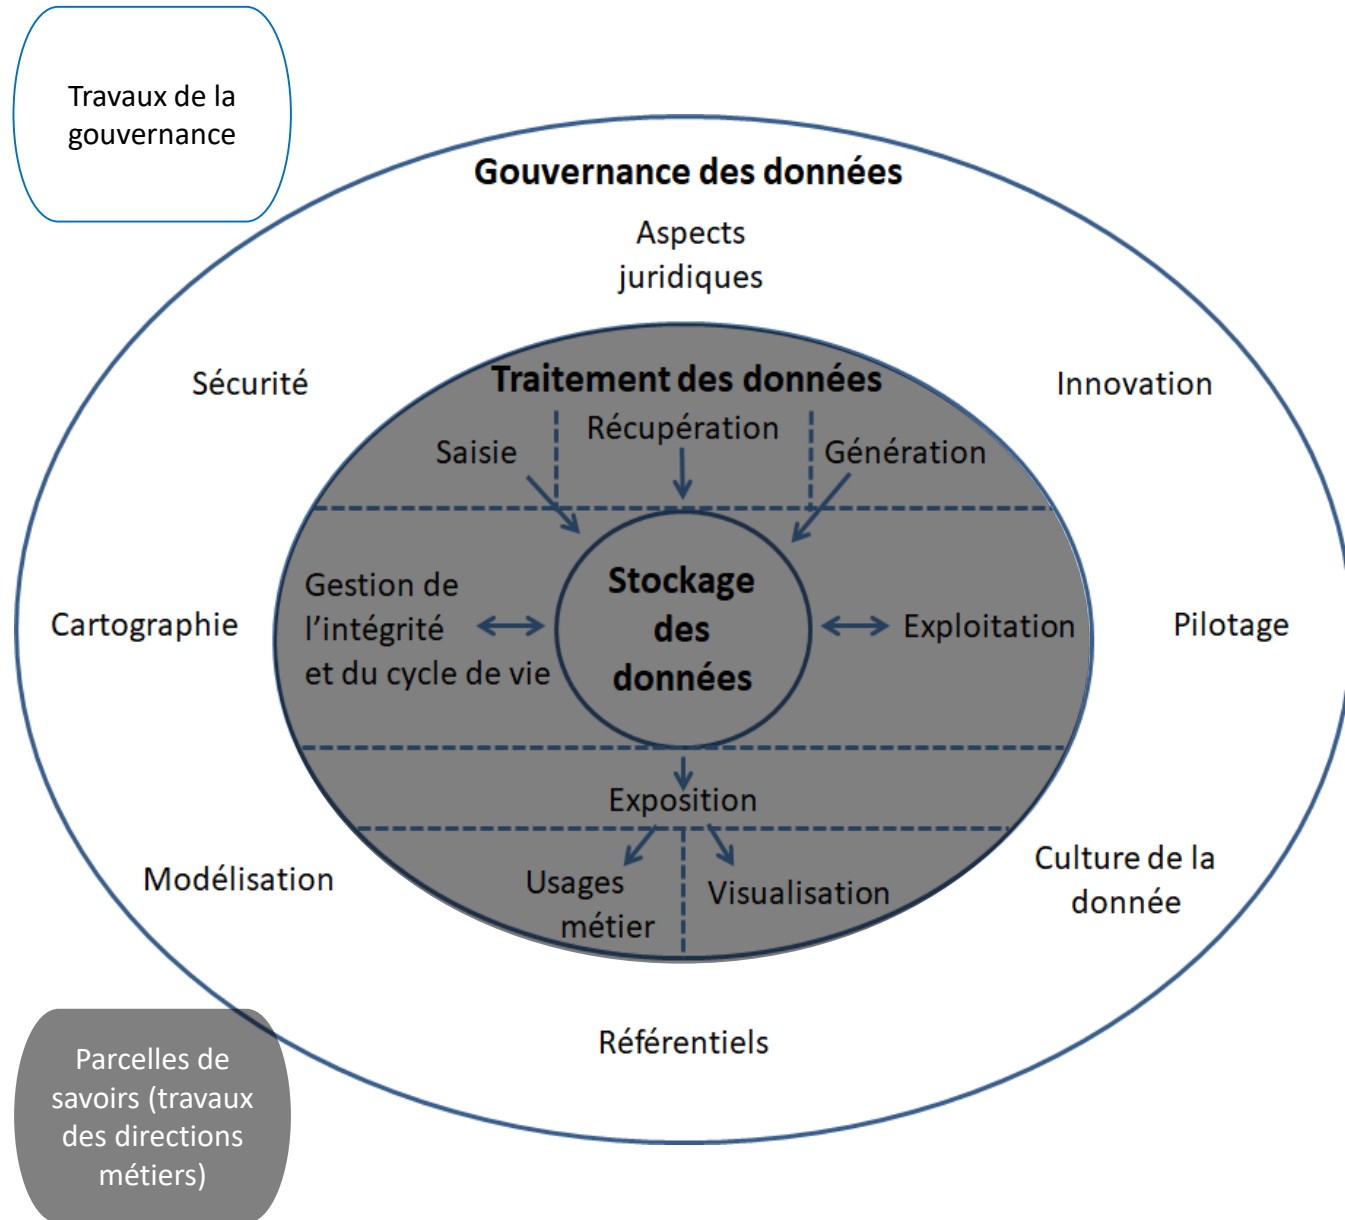 Travaux de la
gouvernance
Gouvernance des données
Aspects
juridiques
Sécurité
Innovation
Traitement des données
Récupération
Saisie
Génération
Stockage
des
données
Gestion de
l’intégrité
et du cycle de vie
Exploitation
Cartographie
Pilotage
Exposition
Usages
métier
Visualisation
Modélisation
Culture de la
donnée
Référentiels
Parcelles de
savoirs (travaux
des directions
métiers)